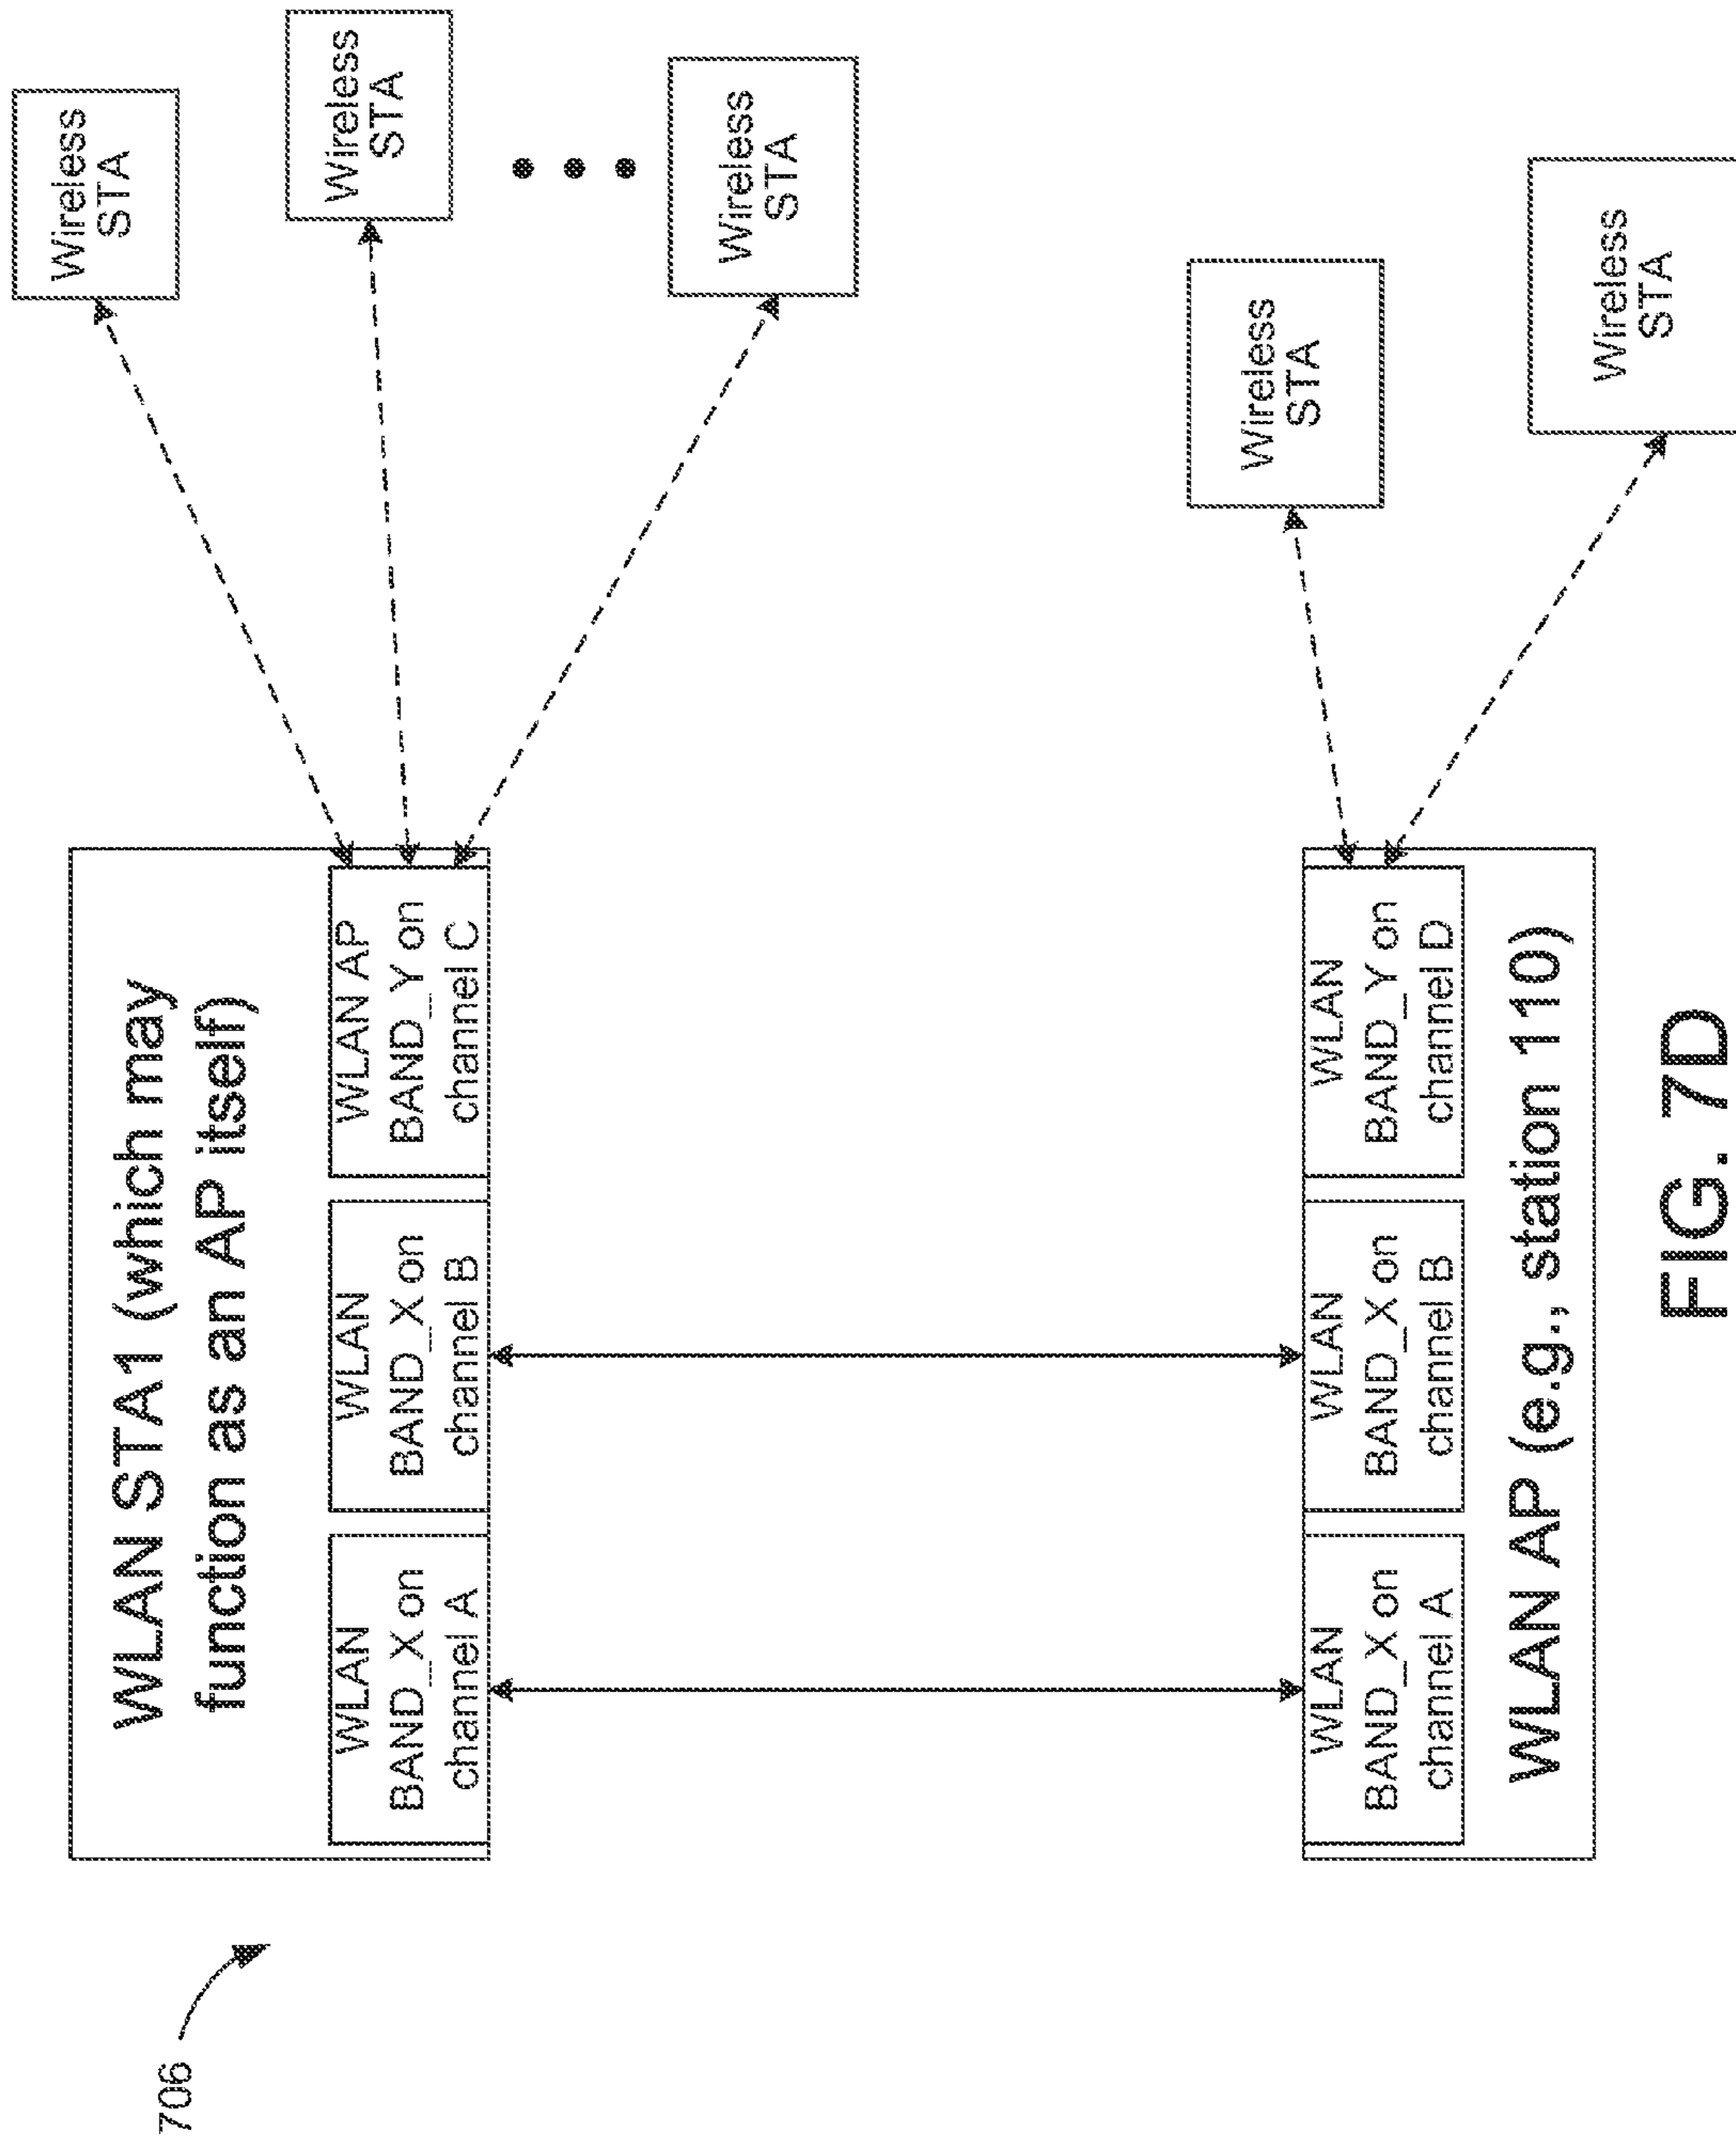 706
WLAN STA1 (which may
function as an AP itself)
WLAN
BAND_X on
channel A
WLAN
BAND_X on
channel B
WLAN AP
BAND_Y on
channel C
Wireless
STA
Wireless
STA
Wireless
STA
WLAN
BAND_X on
channel A
WLAN
BAND_X on
channel B
WLAN
BAND_Y on
channel D
WLAN AP (e.g., station 110)
Wireless
STA
Wireless
STA
FIG. 7D